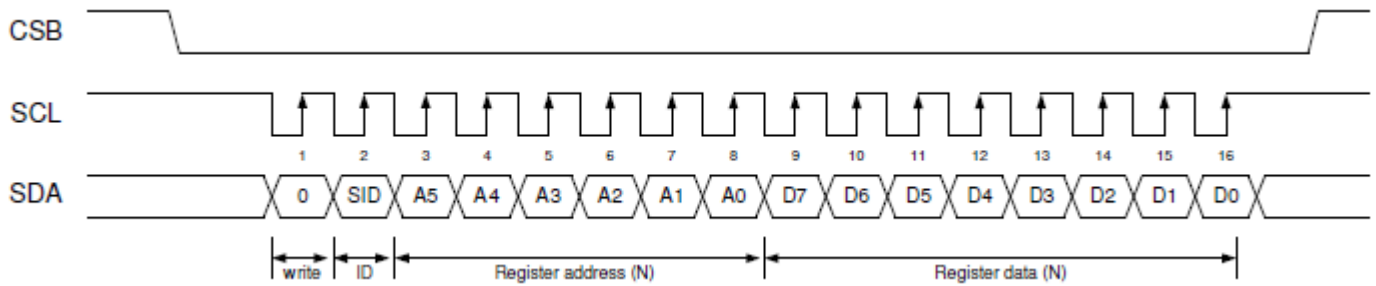 CSB
SCL
1 2 3 4 5 6 7 8 9 10 11 12 13 14 15 16
SDA 0 SID A5 A4 A3 A2 A1 A0 D7 D6 D5 D4 D3 D2 D1 D0
write ID Register address (N) Register data (N)